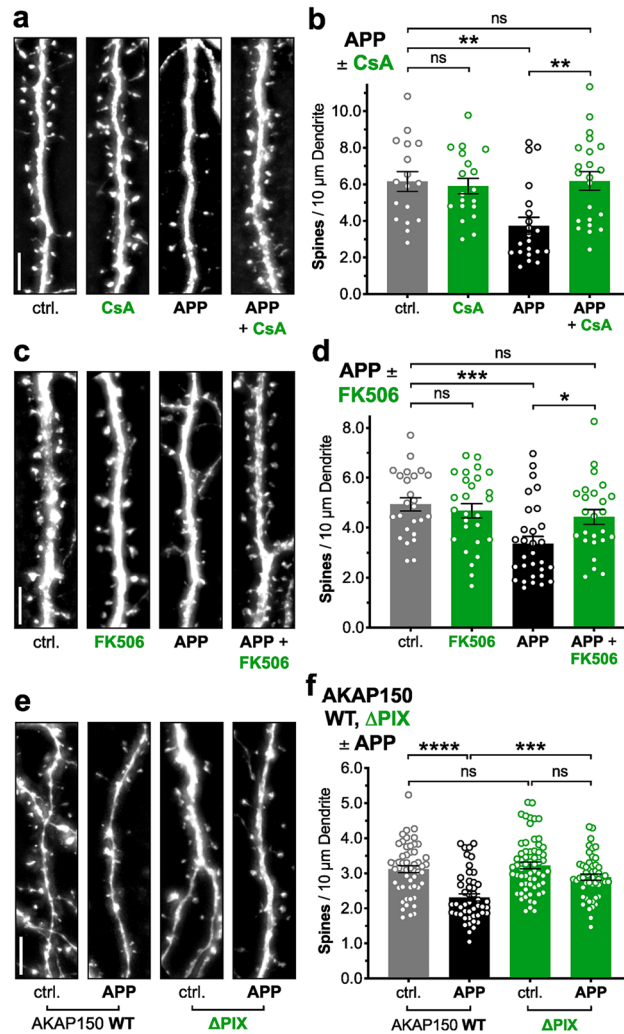 a
ctrl.
CsA
APP
APP
+ CsA
b
APP
± CsA
ns
**
ns
**
Spines / 10 µm Dendrite
10.0
8.0
6.0
4.0
2.0
0.0
ctrl.
CsA
APP
APP
+ CsA
c
ctrl.
FK506
APP
APP +
FK506
d
APP ±
FK506
ns
***
ns
*
Spines / 10 µm Dendrite
8.0
6.0
4.0
2.0
0.0
ctrl.
FK506
APP
APP +
FK506
e
ctrl.
APP
ctrl.
APP
AKAP150 WT
ΔPIX
f
AKAP150
WT, ΔPIX
± APP
****
***
ns
ns
Spines / 10 µm Dendrite
6.0
5.0
4.0
3.0
2.0
1.0
0.0
ctrl.
APP
ctrl.
APP
AKAP150 WT
ΔPIX